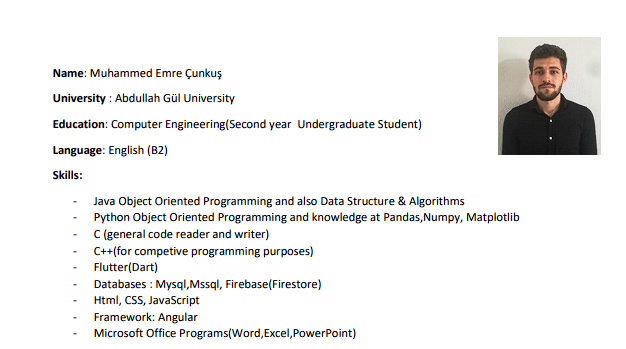 Name: Muhammed Emre Çunkuş
University : Abdullah Gül University
Education: Computer Engineering(Second year  Undergraduate Student)
Language: English (B2)
Skills:
- Java Object Oriented Programming and also Data Structure & Algorithms
- Python Object Oriented Programming and knowledge at Pandas,Numpy, Matplotlib
- C (general code reader and writer)
- C++(for competive programming purposes)
- Flutter(Dart)
- Databases : Mysql,Mssql, Firebase(Firestore)
- Html, CSS, JavaScript
- Framework: Angular
- Microsoft Office Programs(Word,Excel,PowerPoint)